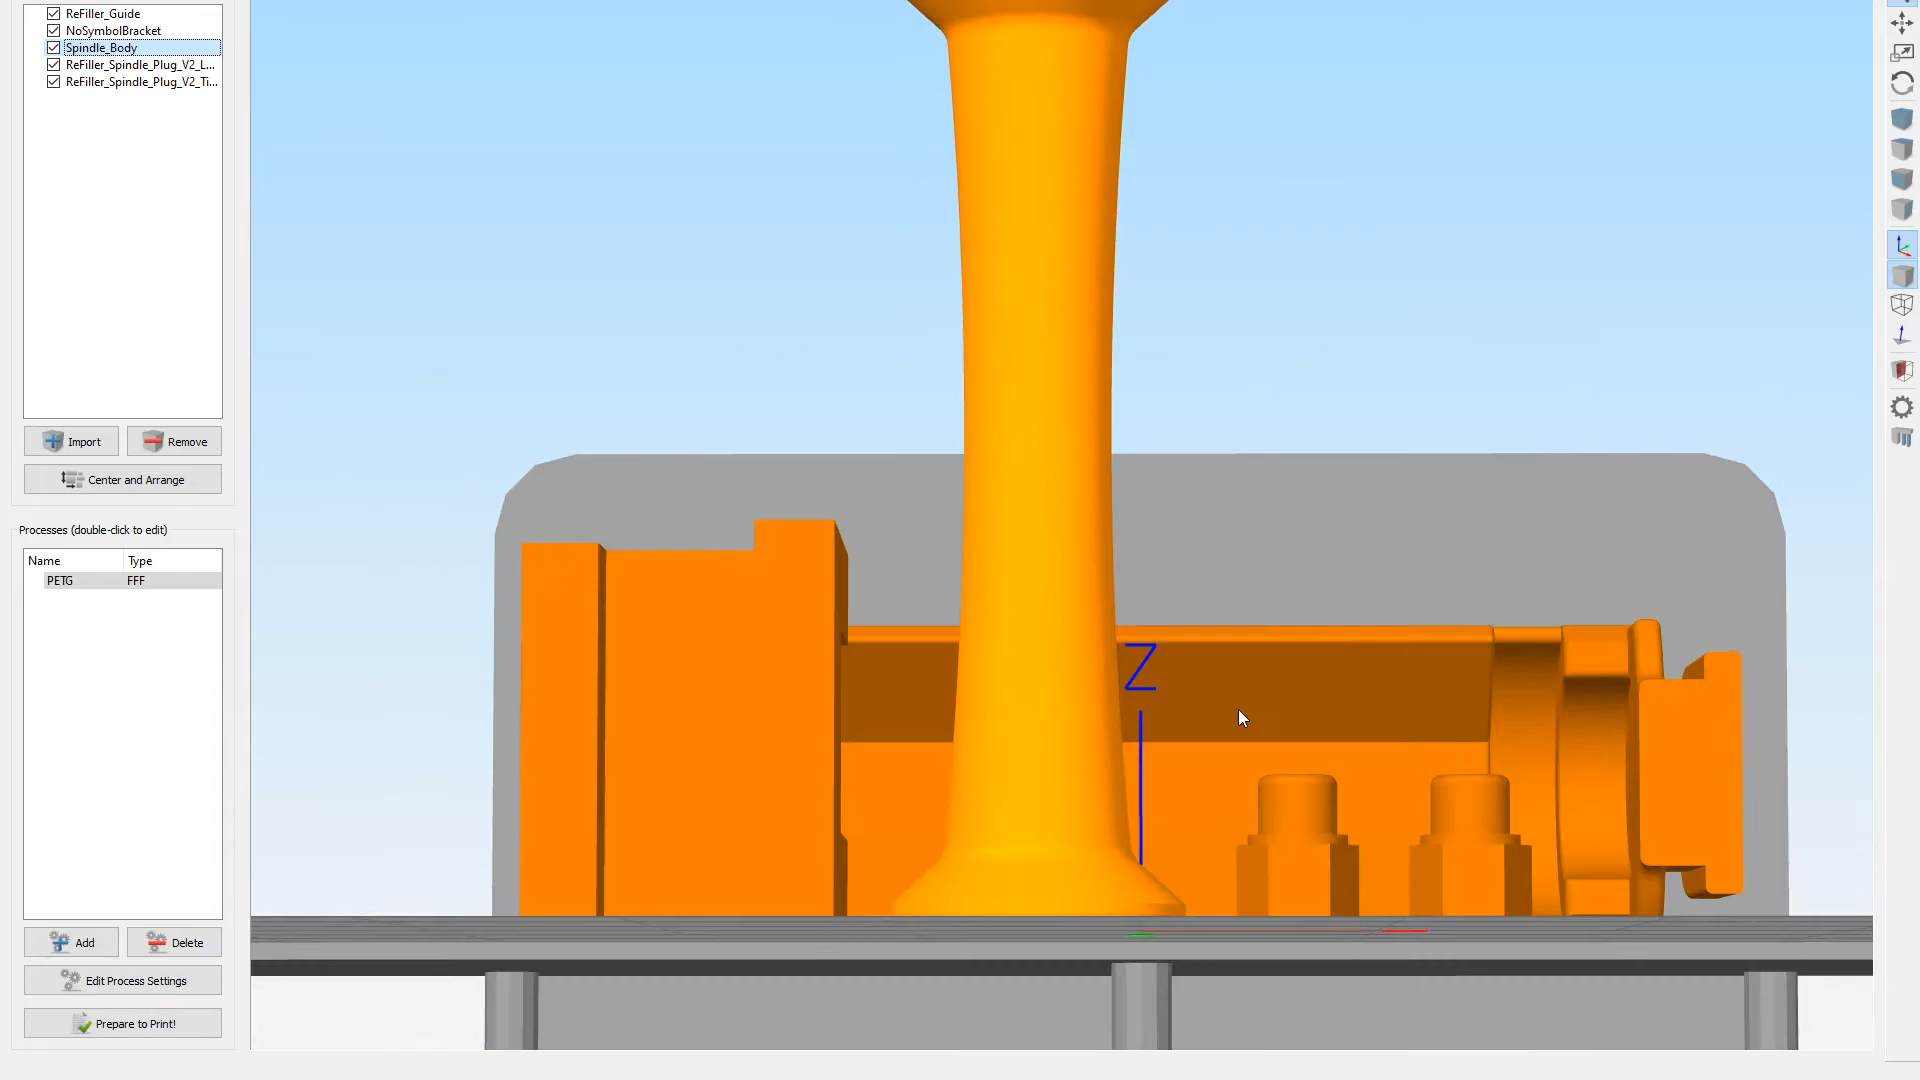 ReFiller_Guide
NoSymbolBracket
Spindle_Body
ReFiller_Spindle_Plug_V2_L...
ReFiller_Spindle_Plug_V2_Ti...
Import
Remove
Center and Arrange
Processes (double-click to edit)
Name Type
PETG FFF
Add
Delete
Edit Process Settings
Prepare to Print!
Z